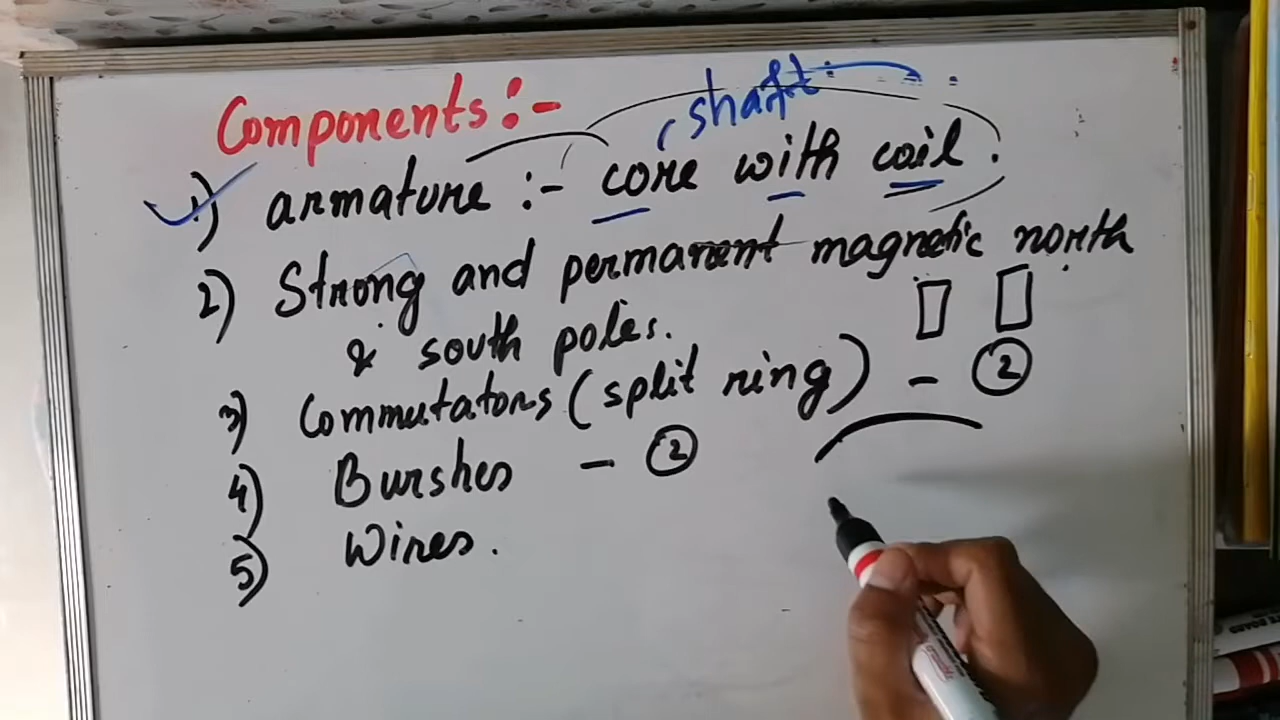 Components:-
shaft
1) armature :- core with coil.
2) Strong and permanent magnetic north
& south poles.
3) Commutators (split ring) - 2
4) Burshes - 2
5) Wires.